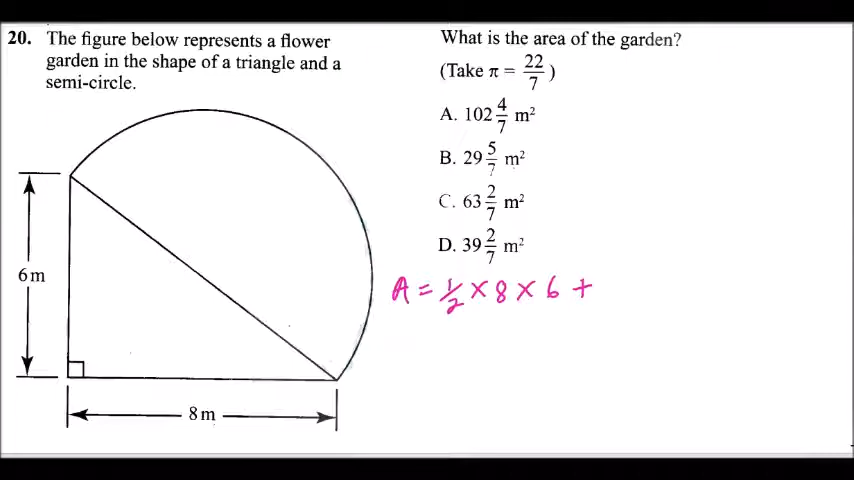 20. The figure below represents a flower
garden in the shape of a triangle and a
semi-circle.
6 m
8 m
What is the area of the garden?
(Take π = 22/7)
A. 102 4/7 m²
B. 29 5/7 m²
C. 63 2/7 m²
D. 39 2/7 m²
A = 1/2 × 8 × 6 +